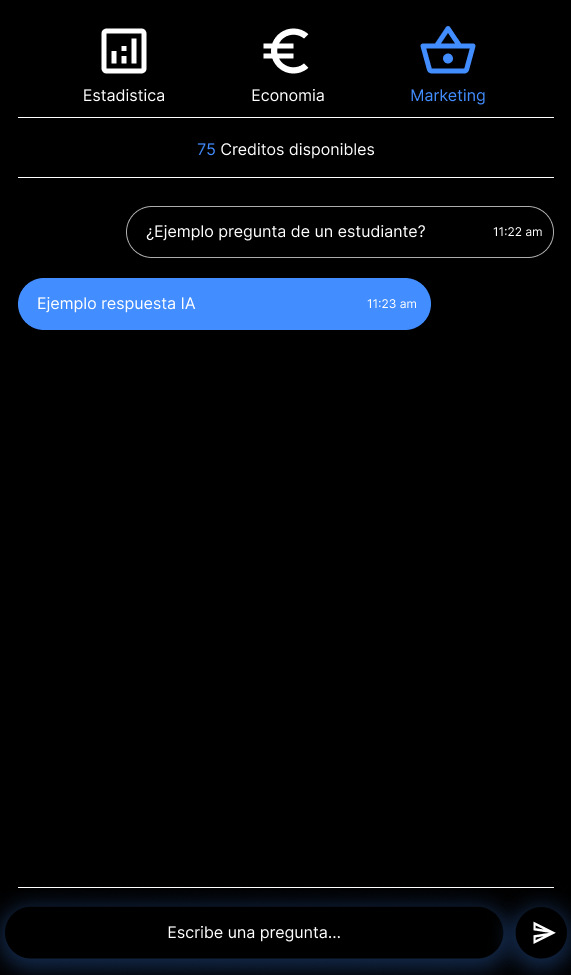 Estadistica Economia Marketing
75 Creditos disponibles
¿Ejemplo pregunta de un estudiante? 11:22 am
Ejemplo respuesta IA 11:23 am
Escribe una pregunta...